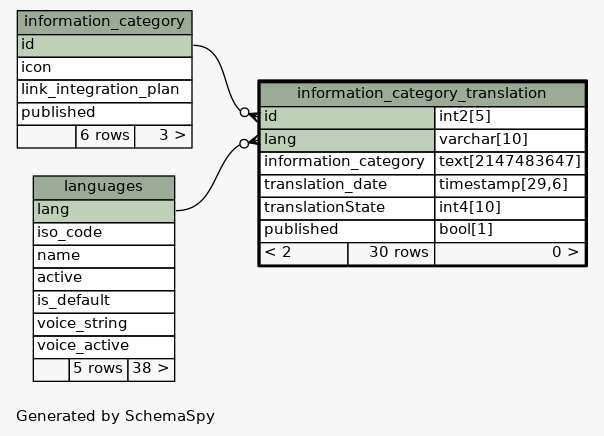 information_category
id
icon
link_integration_plan
published
6 rows 3 >
information_category_translation
id int2[5]
lang varchar[10]
information_category text[2147483647]
translation_date timestamp[29,6]
translationState int4[10]
published bool[1]
< 2 30 rows 0 >
languages
lang
iso_code
name
active
is_default
voice_string
voice_active
5 rows 38 >
Generated by SchemaSpy